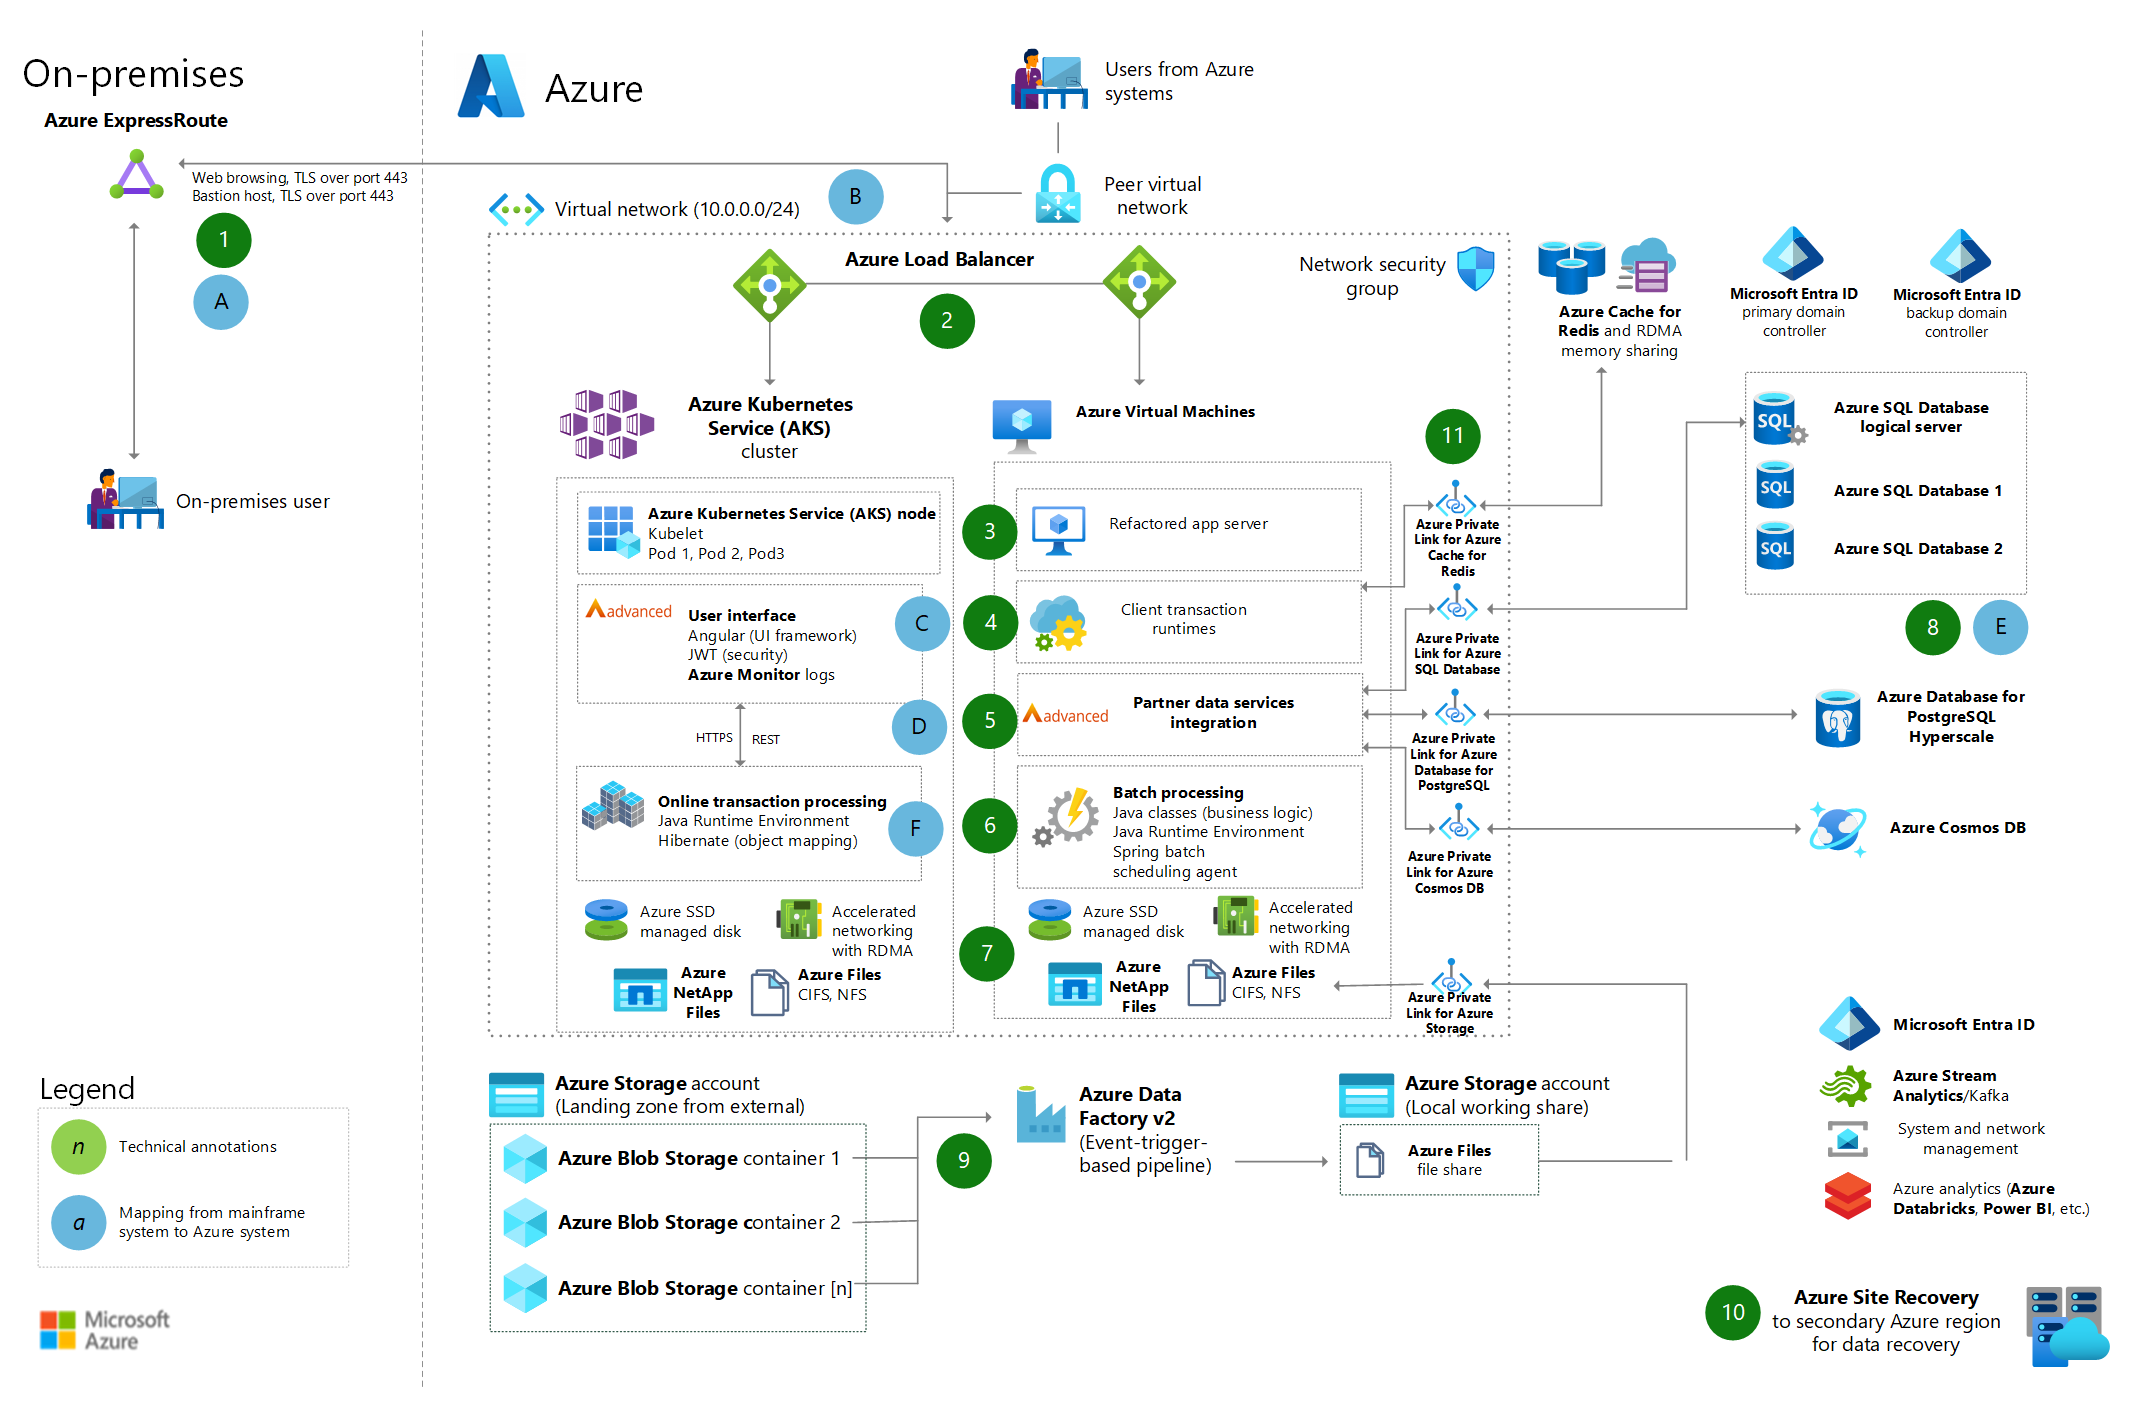 On-premises
Azure ExpressRoute
Web browsing, TLS over port 443
Bastion host, TLS over port 443
1
A
On-premises user
Azure
Users from Azure
systems
Peer virtual
network
B
Virtual network (10.0.0.0/24)
Azure Load Balancer
2
Network security
group
Azure Kubernetes
Service (AKS)
cluster
Azure Kubernetes Service (AKS) node
Kubelet
Pod 1, Pod 2, Pod3
advanced
User interface
Angular (UI framework)
JWT (security)
Azure Monitor logs
C
HTTPS
REST
D
Online transaction processing
Java Runtime Environment
Hibernate (object mapping)
F
Azure SSD
managed disk
Accelerated
networking
with RDMA
Azure
NetApp
Files
Azure Files
CIFS, NFS
Azure Virtual Machines
3
Refactored app server
4
Client transaction
runtimes
5
advanced
Partner data services
integration
6
Batch processing
Java classes (business logic)
Java Runtime Environment
Spring batch
scheduling agent
7
Azure SSD
managed disk
Accelerated
networking
with RDMA
Azure
NetApp
Files
Azure Files
CIFS, NFS
11
Azure Private
Link for Azure
Cache for
Redis
Azure Private
Link for Azure
SQL Database
Azure Private
Link for Azure
Database for
PostgreSQL
Azure Private
Link for Azure
Cosmos DB
Azure Private
Link for Azure
Storage
Azure Cache for
Redis and RDMA
memory sharing
Microsoft Entra ID
primary domain
controller
Microsoft Entra ID
backup domain
controller
SQL
Azure SQL Database
logical server
SQL
Azure SQL Database 1
SQL
Azure SQL Database 2
8
E
Azure Database for
PostgreSQL
Hyperscale
Azure Cosmos DB
Microsoft Entra ID
Azure Stream
Analytics/Kafka
System and network
management
Azure analytics (Azure
Databricks, Power BI, etc.)
10
Azure Site Recovery
to secondary Azure region
for data recovery
Azure Storage account
(Landing zone from external)
Azure Blob Storage container 1
Azure Blob Storage container 2
Azure Blob Storage container [n]
9
Azure Data
Factory v2
(Event-trigger-
based pipeline)
Azure Storage account
(Local working share)
Azure Files
file share
Legend
n
Technical annotations
a
Mapping from mainframe
system to Azure system
Microsoft
Azure